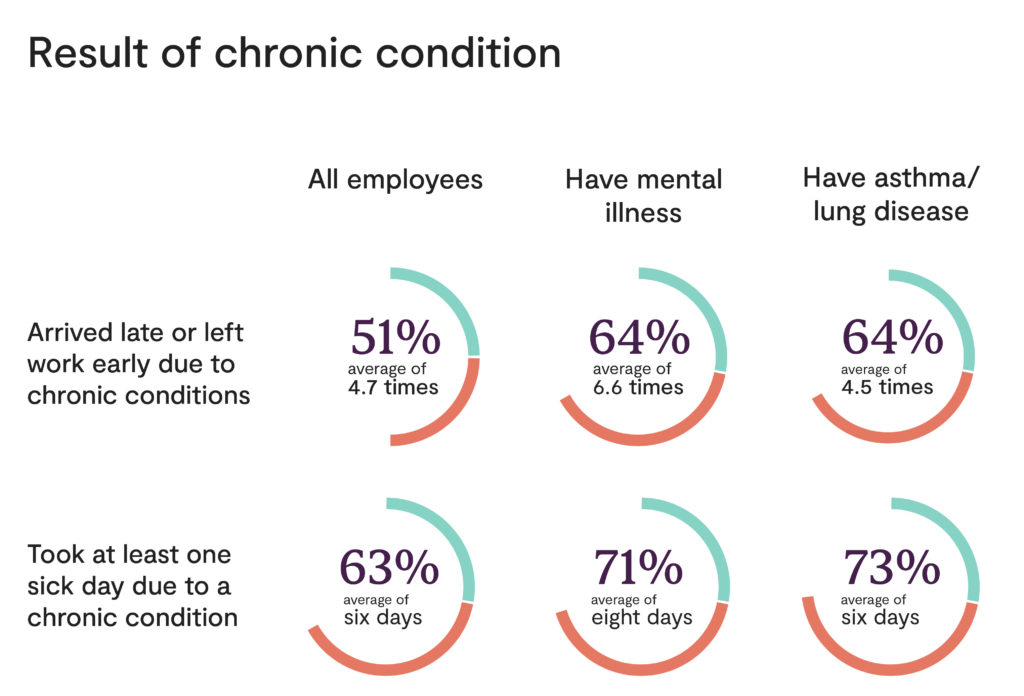 Result of chronic condition
All employees
Have mental
illness
Have asthma/
lung disease
Arrived late or left
work early due to
chronic conditions
51%
average of
4.7 times
64%
average of
6.6 times
64%
average of
4.5 times
Took at least one
sick day due to a
chronic condition
63%
average of
six days
71%
average of
eight days
73%
average of
six days